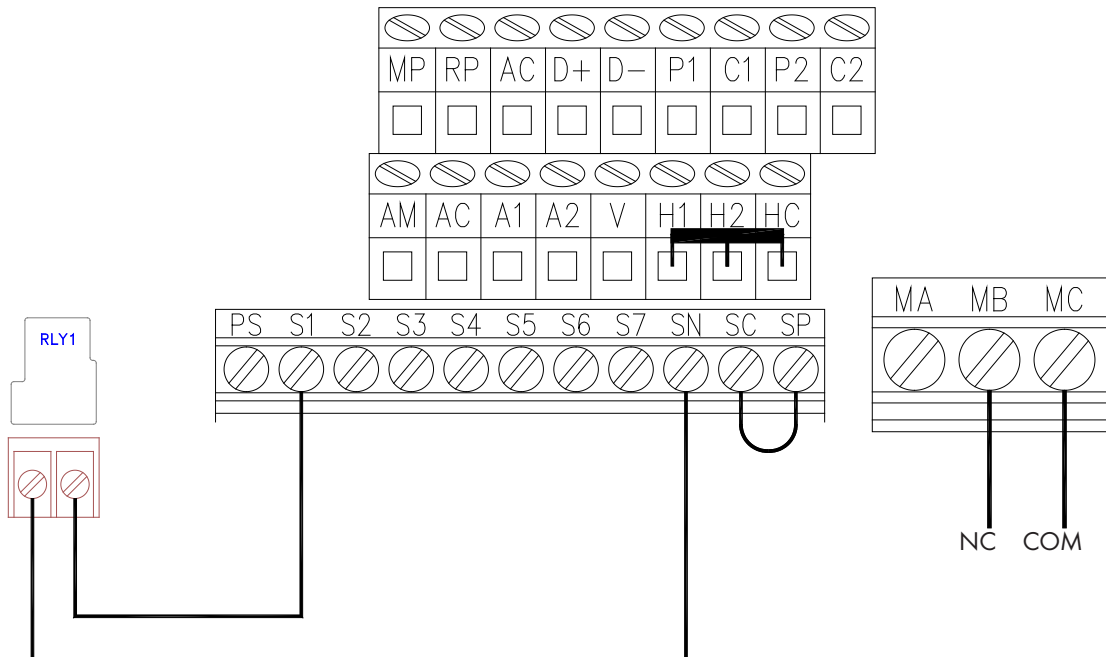 MP RP AC D+ D- P1 C1 P2 C2
AM AC A1 A2 V H1 H2 HC
PS S1 S2 S3 S4 S5 S6 S7 SN SC SP
MA MB MC
RLY1
NC COM